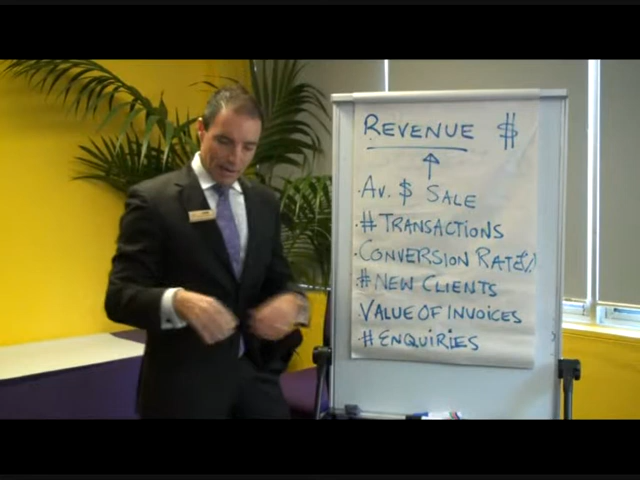 REVENUE $
Av. $ SALE
# TRANSACTIONS
CONVERSION RATE%
# NEW CLIENTS
VALUE OF INVOICES
# ENQUIRIES